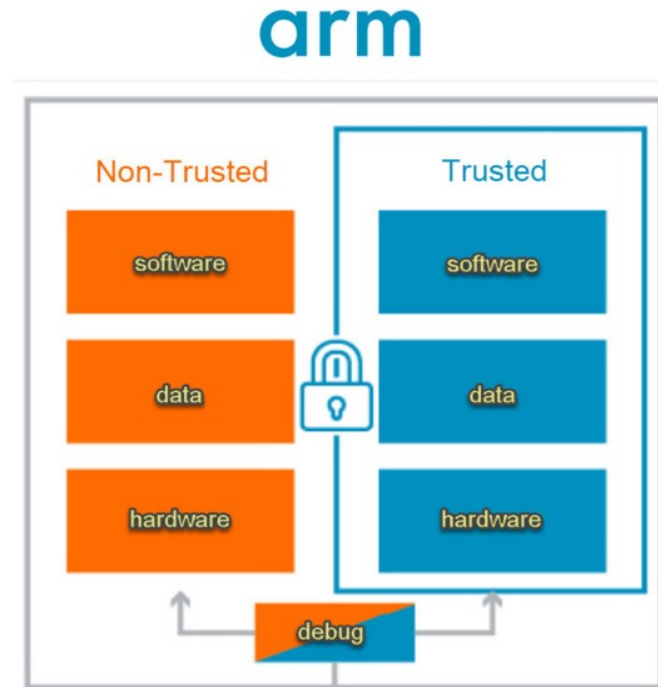 arm
Non-Trusted
Trusted
software
software
data
data
hardware
hardware
debug